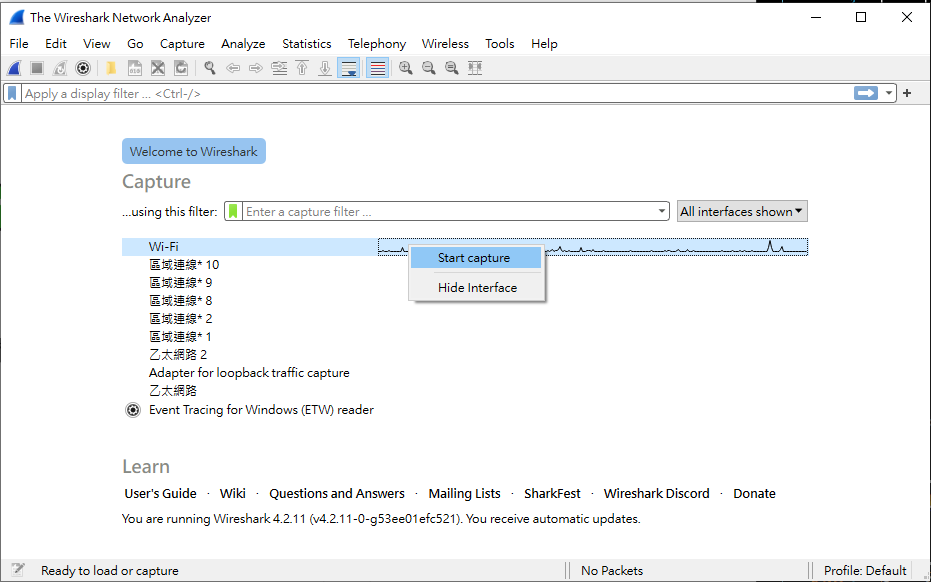 The Wireshark Network Analyzer
File Edit View Go Capture Analyze Statistics Telephony Wireless Tools Help
Apply a display filter ... <Ctrl-/>
Welcome to Wireshark
Capture
...using this filter: Enter a capture filter ... All interfaces shown
Wi-Fi
Start capture
區域連線* 10
區域連線* 9
Hide Interface
區域連線* 8
區域連線* 2
區域連線* 1
乙太網路 2
Adapter for loopback traffic capture
乙太網路
Event Tracing for Windows (ETW) reader
Learn
User's Guide · Wiki · Questions and Answers · Mailing Lists · SharkFest · Wireshark Discord · Donate
You are running Wireshark 4.2.11 (v4.2.11-0-g53ee01efc521). You receive automatic updates.
Ready to load or capture No Packets Profile: Default